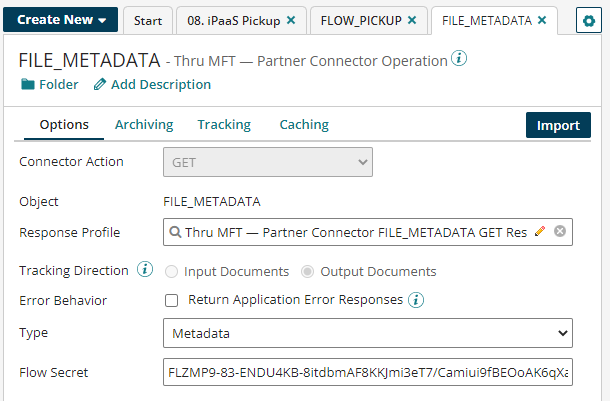 Create New Start 08. iPaaS Pickup FLOW_PICKUP FILE_METADATA
FILE_METADATA - Thru MFT — Partner Connector Operation
Folder Add Description
Options Archiving Tracking Caching Import
Connector Action GET
Object FILE_METADATA
Response Profile Thru MFT — Partner Connector FILE_METADATA GET Res
Tracking Direction Input Documents Output Documents
Error Behavior Return Application Error Responses
Type Metadata
Flow Secret FLZMP9-83-ENDU4KB-8itdbmAF8KKJmi3eT7/Camiui9fBEOoAK6qXa